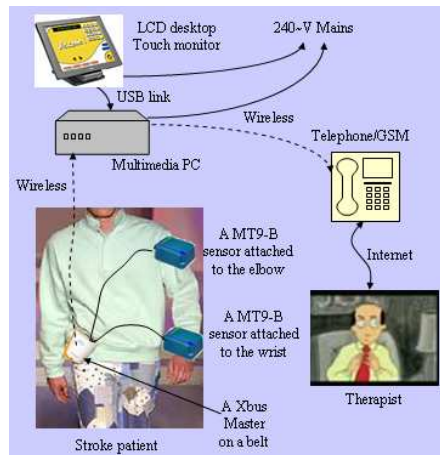 LCD desktop
Touch monitor
240~V Mains
USB link
Wireless
Telephone/GSM
Multimedia PC
Wireless
A MT9-B
sensor attached
to the elbow
Internet
A MT9-B
sensor attached
to the wrist
Therapist
A Xbus
Master
on a belt
Stroke patient